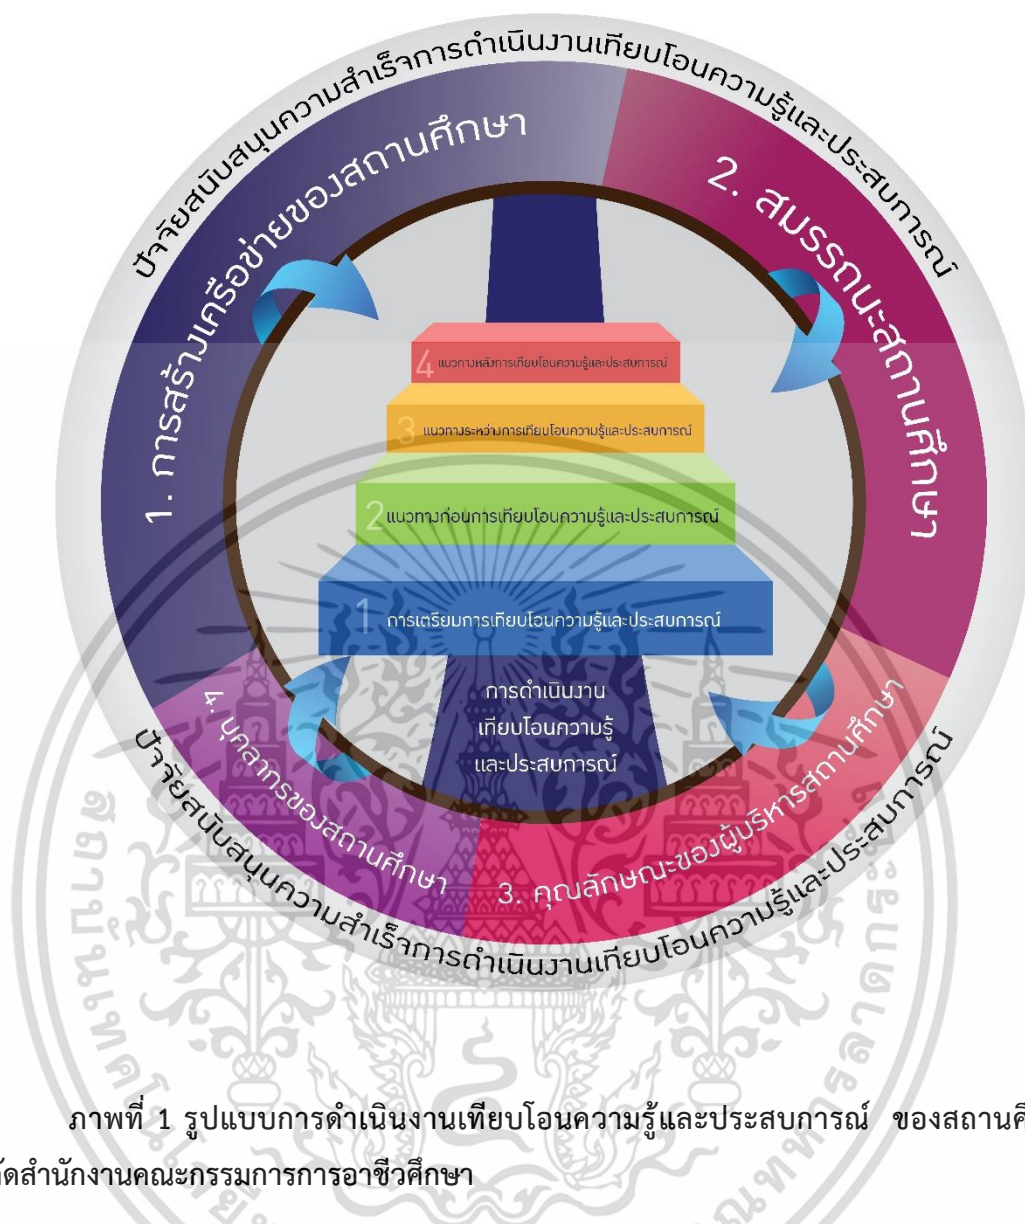 ปัจจัยสนับสนุนความสำเร็จการดำเนินงานเทียบโอนความรู้และประสบการณ์
1. การสร้างเครือข่ายของสถานศึกษา
2. สมรรถนะสถานศึกษา
4 แนวทางหลังการเทียบโอนความรู้และประสบการณ์
3 แนวทางระหว่างการเทียบโอนความรู้และประสบการณ์
2 แนวทางก่อนการเทียบโอนความรู้และประสบการณ์
1 การเตรียมการเทียบโอนความรู้และประสบการณ์
การดำเนินงาน
เทียบโอนความรู้
และประสบการณ์
4. บุคลากรของสถานศึกษา
3. คุณลักษณะของผู้บริหารสถานศึกษา
ปัจจัยสนับสนุนความสำเร็จการดำเนินงานเทียบโอนความรู้และประสบการณ์
ภาพที่ 1 รูปแบบการดำเนินงานเทียบโอนความรู้และประสบการณ์ ของสถานศึ
ัดสำนักงานคณะกรรมการการอาชีวศึกษา